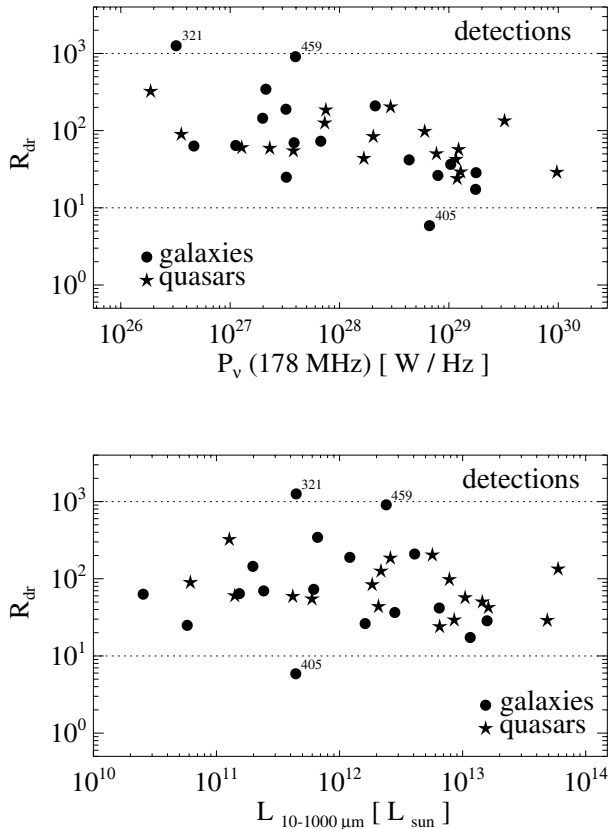 detections
321
459
405
10³
10²
10¹
10⁰
R_dr
galaxies
quasars
10²⁶ 10²⁷ 10²⁸ 10²⁹ 10³⁰
P_ν (178 MHz) [ W / Hz ]
detections
321
459
405
10³
10²
10¹
10⁰
R_dr
galaxies
quasars
10¹⁰ 10¹¹ 10¹² 10¹³ 10¹⁴
L 10-1000 μm [ L sun ]